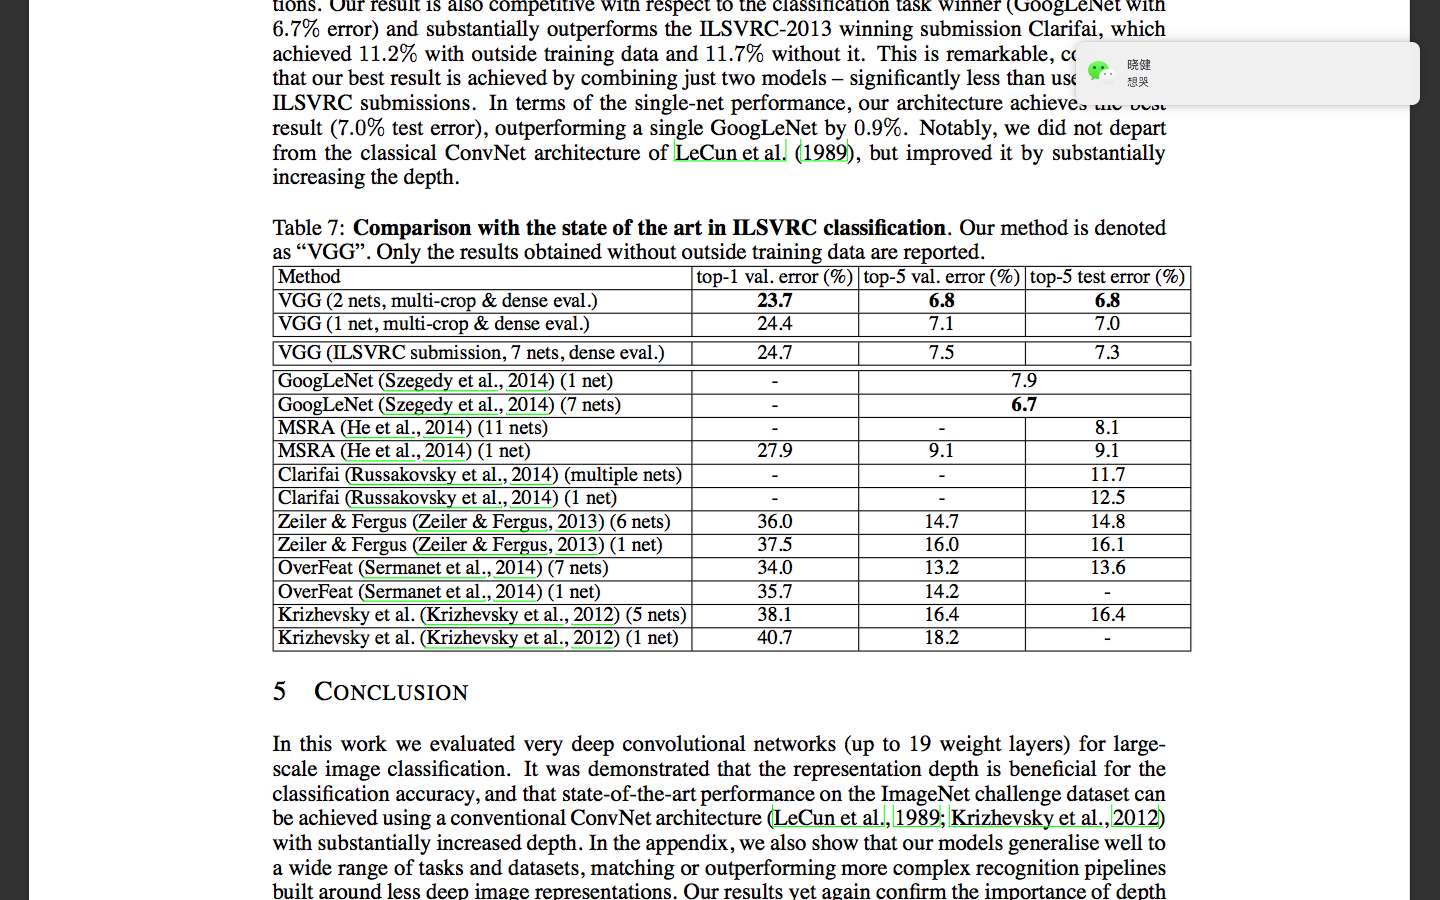 tions. Our result is also competitive with respect to the classification task winner (GoogLeNet with
6.7% error) and substantially outperforms the ILSVRC-2013 winning submission Clarifai, which
achieved 11.2% with outside training data and 11.7% without it. This is remarkable,
晓健
想哭
that our best result is achieved by combining just two models – significantly less than
ILSVRC submissions. In terms of the single-net performance, our architecture achieves the best
result (7.0% test error), outperforming a single GoogLeNet by 0.9%. Notably, we did not depart
from the classical ConvNet architecture of LeCun et al. (1989), but improved it by substantially
increasing the depth.
Table 7: Comparison with the state of the art in ILSVRC classification. Our method is denoted
as “VGG”. Only the results obtained without outside training data are reported.
Method top-1 val. error (%) top-5 val. error (%) top-5 test error (%)
VGG (2 nets, multi-crop & dense eval.) 23.7 6.8 6.8
VGG (1 net, multi-crop & dense eval.) 24.4 7.1 7.0
VGG (ILSVRC submission, 7 nets, dense eval.) 24.7 7.5 7.3
GoogLeNet (Szegedy et al., 2014) (1 net) - 7.9
GoogLeNet (Szegedy et al., 2014) (7 nets) - 6.7
MSRA (He et al., 2014) (11 nets) - - 8.1
MSRA (He et al., 2014) (1 net) 27.9 9.1 9.1
Clarifai (Russakovsky et al., 2014) (multiple nets) - - 11.7
Clarifai (Russakovsky et al., 2014) (1 net) - - 12.5
Zeiler & Fergus (Zeiler & Fergus, 2013) (6 nets) 36.0 14.7 14.8
Zeiler & Fergus (Zeiler & Fergus, 2013) (1 net) 37.5 16.0 16.1
OverFeat (Sermanet et al., 2014) (7 nets) 34.0 13.2 13.6
OverFeat (Sermanet et al., 2014) (1 net) 35.7 14.2 -
Krizhevsky et al. (Krizhevsky et al., 2012) (5 nets) 38.1 16.4 16.4
Krizhevsky et al. (Krizhevsky et al., 2012) (1 net) 40.7 18.2 -
5 CONCLUSION
In this work we evaluated very deep convolutional networks (up to 19 weight layers) for large-
scale image classification. It was demonstrated that the representation depth is beneficial for the
classification accuracy, and that state-of-the-art performance on the ImageNet challenge dataset can
be achieved using a conventional ConvNet architecture (LeCun et al., 1989; Krizhevsky et al., 2012)
with substantially increased depth. In the appendix, we also show that our models generalise well to
a wide range of tasks and datasets, matching or outperforming more complex recognition pipelines
built around less deep image representations. Our results yet again confirm the importance of depth